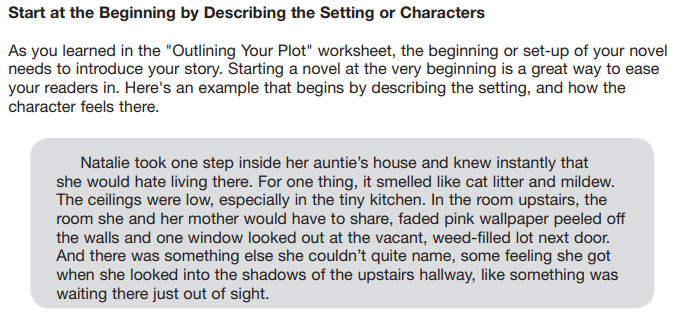 Start at the Beginning by Describing the Setting or Characters
As you learned in the "Outlining Your Plot" worksheet, the beginning or set-up of your novel
needs to introduce your story. Starting a novel at the very beginning is a great way to ease
your readers in. Here's an example that begins by describing the setting, and how the
character feels there.
Natalie took one step inside her auntie’s house and knew instantly that
she would hate living there. For one thing, it smelled like cat litter and mildew.
The ceilings were low, especially in the tiny kitchen. In the room upstairs, the
room she and her mother would have to share, faded pink wallpaper peeled off
the walls and one window looked out at the vacant, weed-filled lot next door.
And there was something else she couldn’t quite name, some feeling she got
when she looked into the shadows of the upstairs hallway, like something was
waiting there just out of sight.